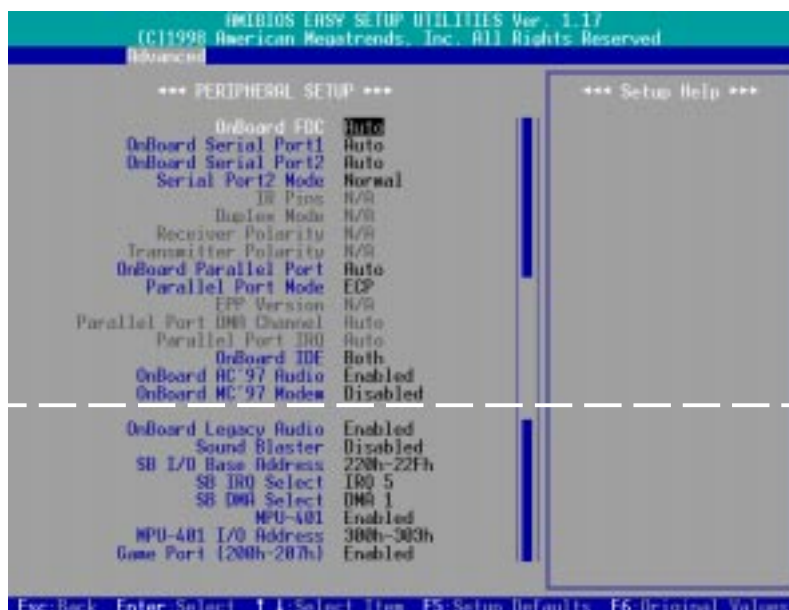 AMIBIOS EASY SETUP UTILITIES Ver. 1.17
(C)1998 American Megatrends, Inc. All Rights Reserved
Advanced
*** PERIPHERAL SETUP ***
*** Setup Help ***
OnBoard FDC Auto
OnBoard Serial Port1 Auto
OnBoard Serial Port2 Auto
Serial Port2 Mode Normal
IR Pins N/A
Duplex Mode N/A
Receiver Polarity N/A
Transmitter Polarity N/A
OnBoard Parallel Port Auto
Parallel Port Mode ECP
EPP Version N/A
Parallel Port DMA Channel Auto
Parallel Port IRQ Auto
OnBoard IDE Both
OnBoard AC'97 Audio Enabled
OnBoard MC'97 Modem Disabled
OnBoard Legacy Audio Enabled
Sound Blaster Disabled
SB I/O Base Address 220h-22Fh
SB IRQ Select IRQ 5
SB DMA Select DMA 1
MPU-401 Enabled
MPU-401 I/O Address 300h-303h
Game Port (200h-207h) Enabled
Esc:Back Enter:Select ↑↓:Select Item F5:Setup Defaults F6:Original Values